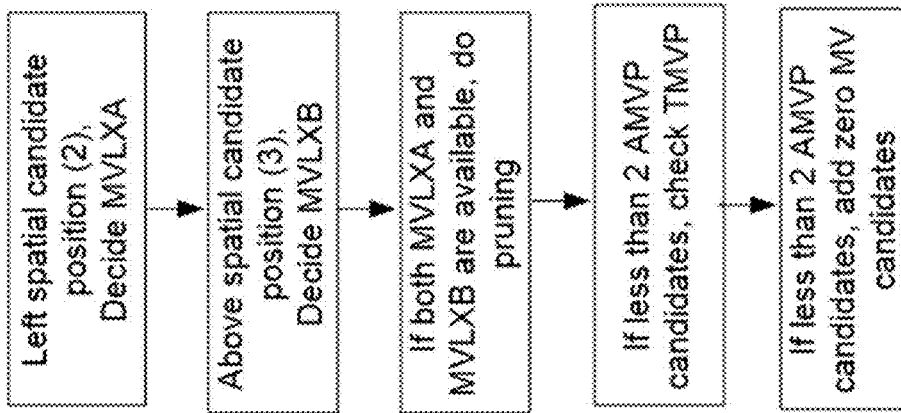 Left spatial candidate
position (2),
Decide MVLXA
Above spatial candidate
position (3),
Decide MVLXB
If both MVLXA and
MVLXB are available, do
pruning
If less than 2 AMVP
candidates, check TMVP
If less than 2 AMVP
candidates, add zero MV
candidates